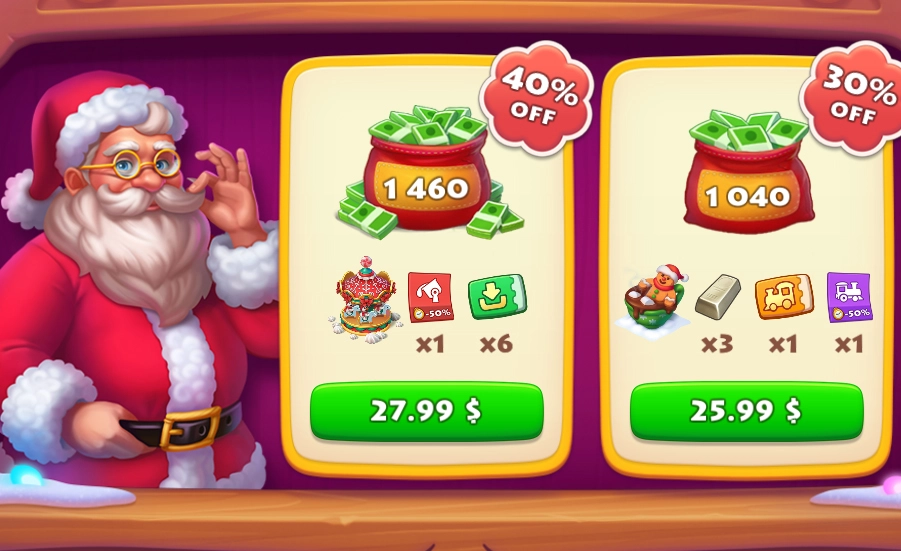 40%
OFF
1 460
-50%
x1
x6
27.99 $
30%
OFF
1 040
-50%
x3
x1
x1
25.99 $